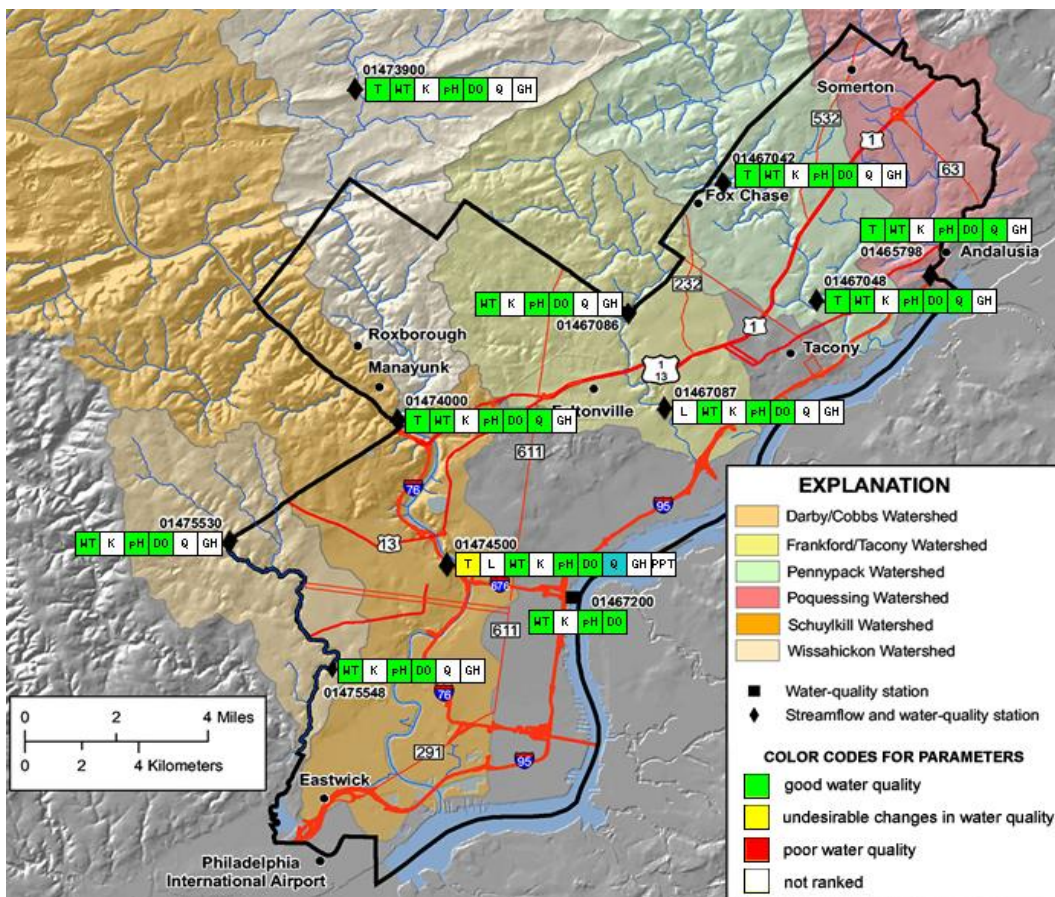 01473900
T WT K pH DO Q GH
Somerton
532
1
01467042
T WT K pH DO Q GH
Fox Chase
63
T WT K pH DO Q GH
01465798
Andalusia
01467048
T WT K pH DO Q GH
232
WT K pH DO Q GH
01467086
1
Roxborough
Tacony
Manayunk
1
13
01467087
L WT K pH DO Q GH
01474000
T WT K pH DO Q GH
ltonville
611
76
95
01475530
WT K pH DO Q GH
13
01474500
T L WT K pH DO Q GH PPT
676
01467200
WT K pH DO
611
WT K pH DO Q GH
01475548
76
291
95
Eastwick
Philadelphia
International Airport
0 2 4 Miles
0 2 4 Kilometers
EXPLANATION
Darby/Cobbs Watershed
Frankford/Tacony Watershed
Pennypack Watershed
Poquessing Watershed
Schuylkill Watershed
Wissahickon Watershed
Water-quality station
Streamflow and water-quality station
COLOR CODES FOR PARAMETERS
good water quality
undesirable changes in water quality
poor water quality
not ranked